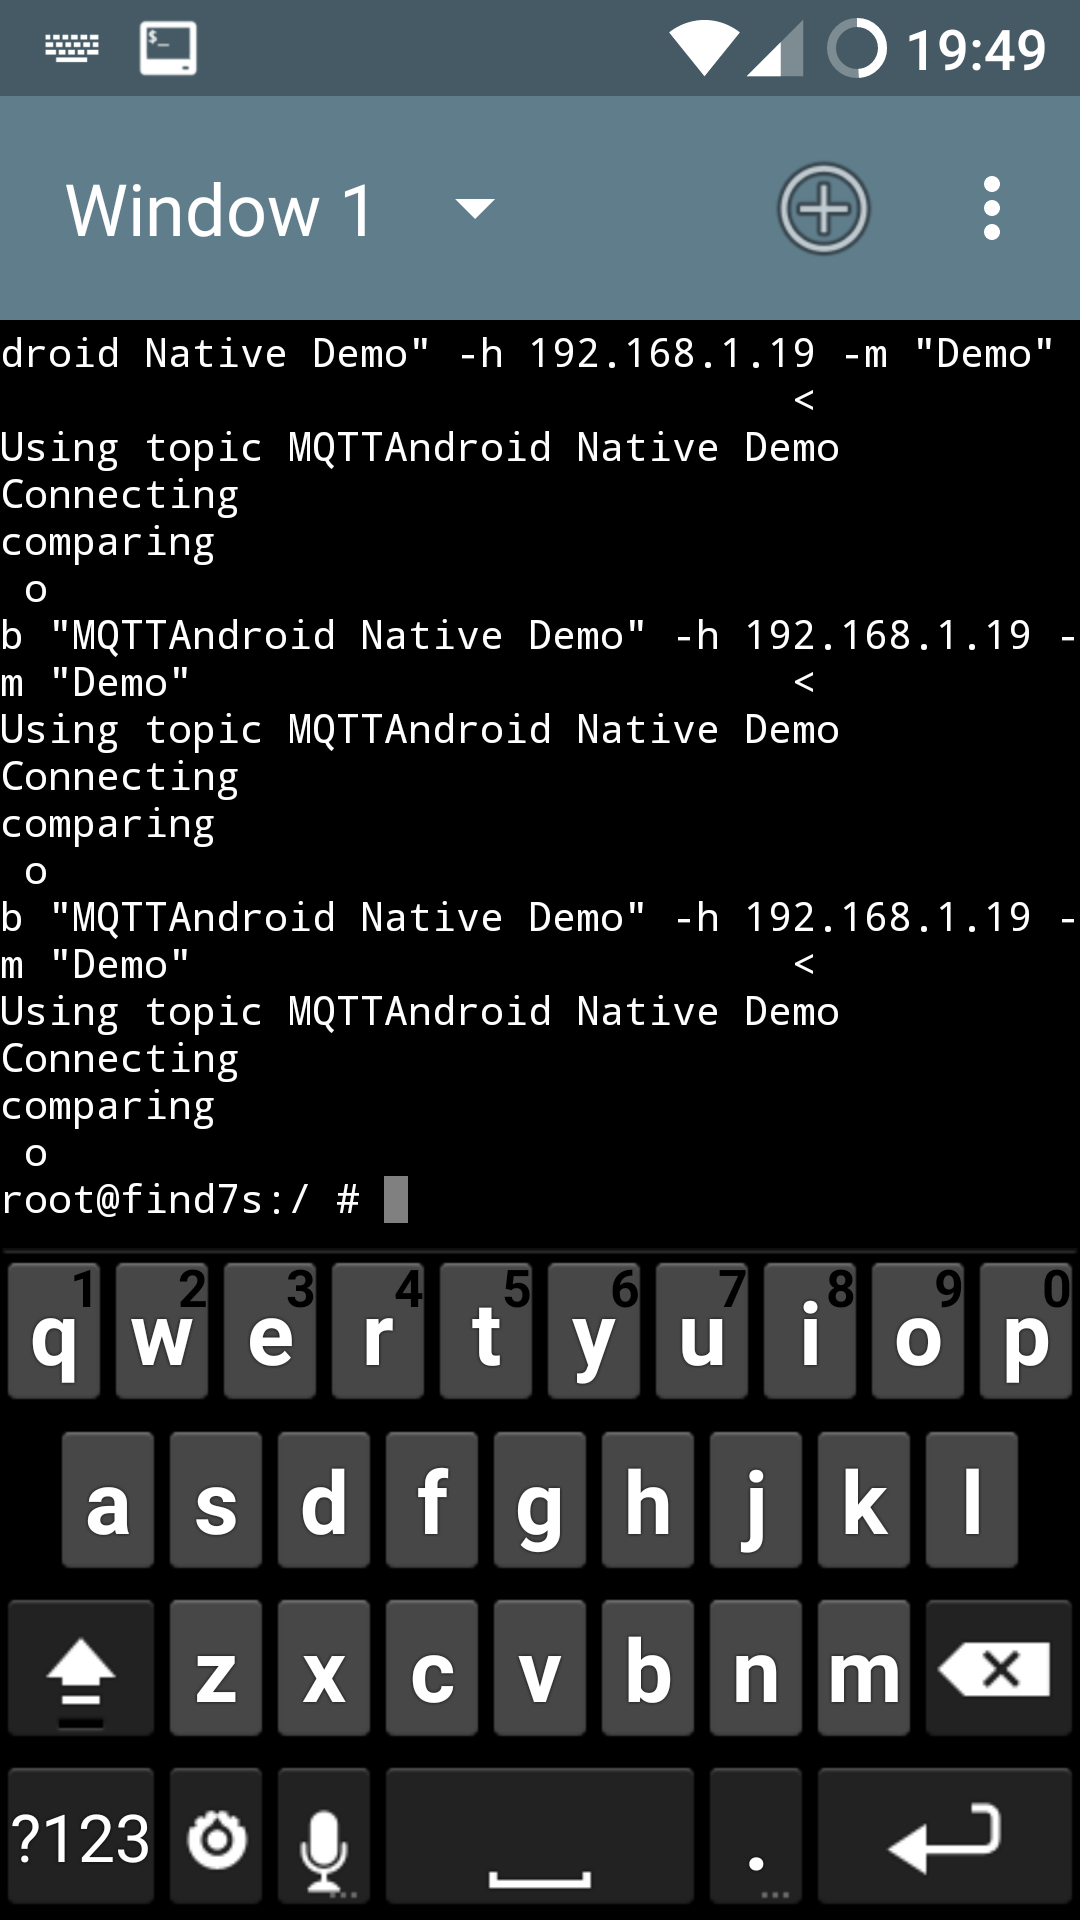 $_
19:49
Window 1
droid Native Demo" -h 192.168.1.19 -m "Demo"
<
Using topic MQTTAndroid Native Demo
Connecting
comparing
o
b "MQTTAndroid Native Demo" -h 192.168.1.19 -
m "Demo" <
Using topic MQTTAndroid Native Demo
Connecting
comparing
o
b "MQTTAndroid Native Demo" -h 192.168.1.19 -
m "Demo" <
Using topic MQTTAndroid Native Demo
Connecting
comparing
o
root@find7s:/ #
1 2 3 4 5 6 7 8 9 0
q w e r t y u i o p
a s d f g h j k l
z x c v b n m
?123 ... . ...